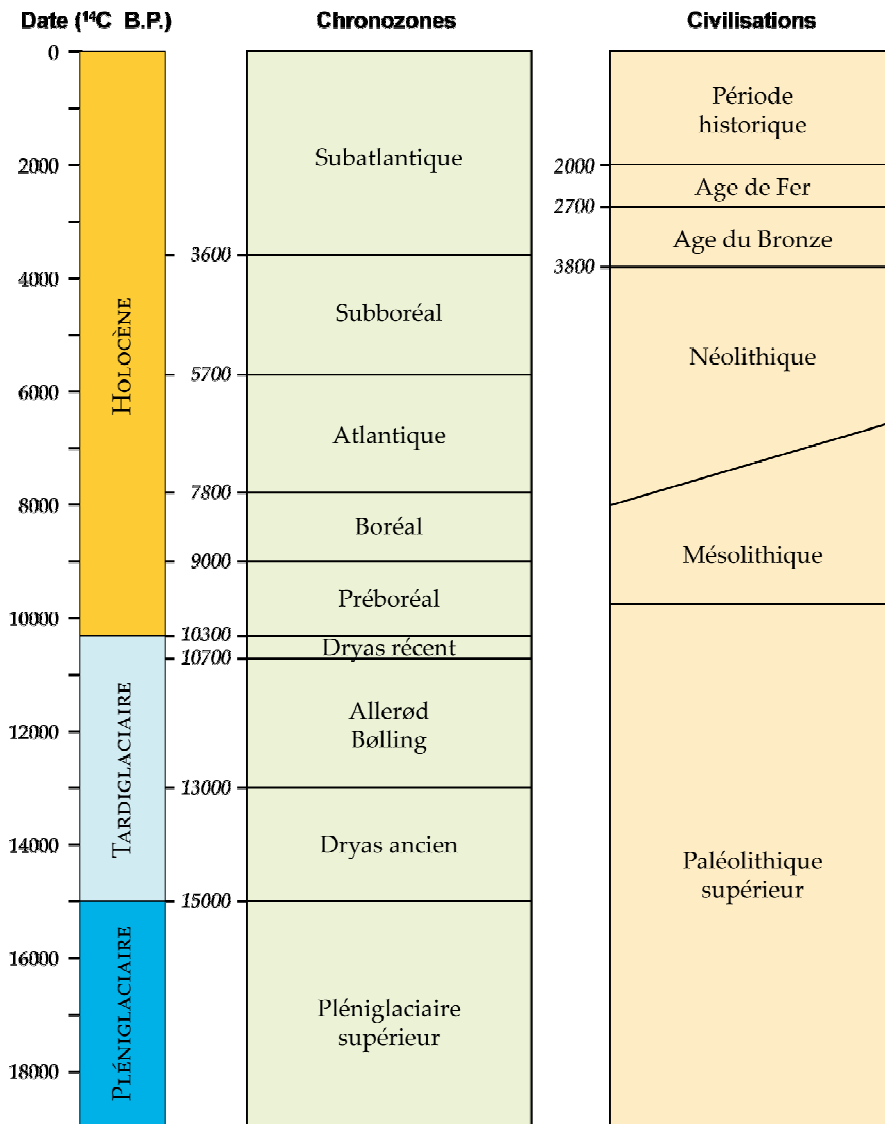 Date (¹⁴C B.P.)
Chronozones
Civilisations
0
2000
4000
6000
8000
10000
12000
14000
16000
18000
HOLOCÈNE
TARDIGLACIAIRE
PLÉNIGLACIAIRE
3600
5700
7800
9000
10300
10700
13000
15000
Subatlantique
Subboréal
Atlantique
Boréal
Préboréal
Dryas récent
Allerød
Bølling
Dryas ancien
Pléniglaciaire
supérieur
2000
2700
3800
Période
historique
Age de Fer
Age du Bronze
Néolithique
Mésolithique
Paléolithique
supérieur